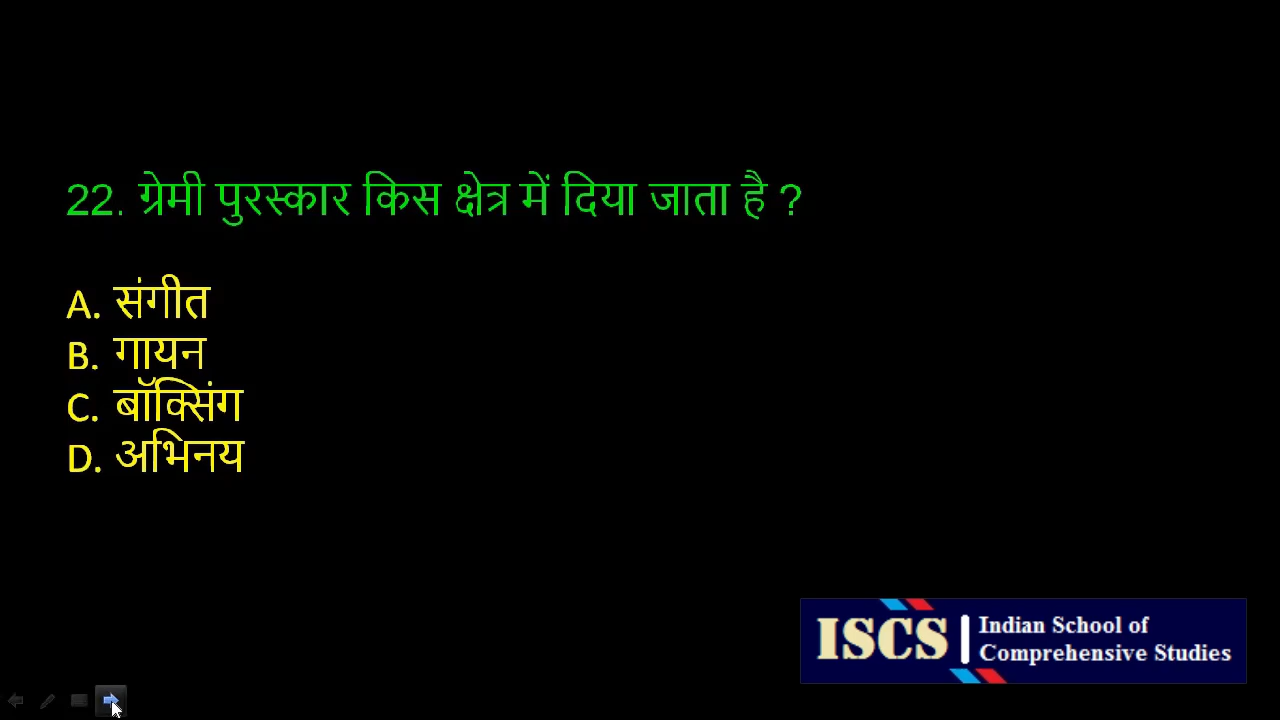 22. ग्रेमी पुरस्कार किस क्षेत्र में दिया जाता है ?
A. संगीत
B. गायन
C. बॉक्सिंग
D. अभिनय
ISCS
Indian School of
Comprehensive Studies